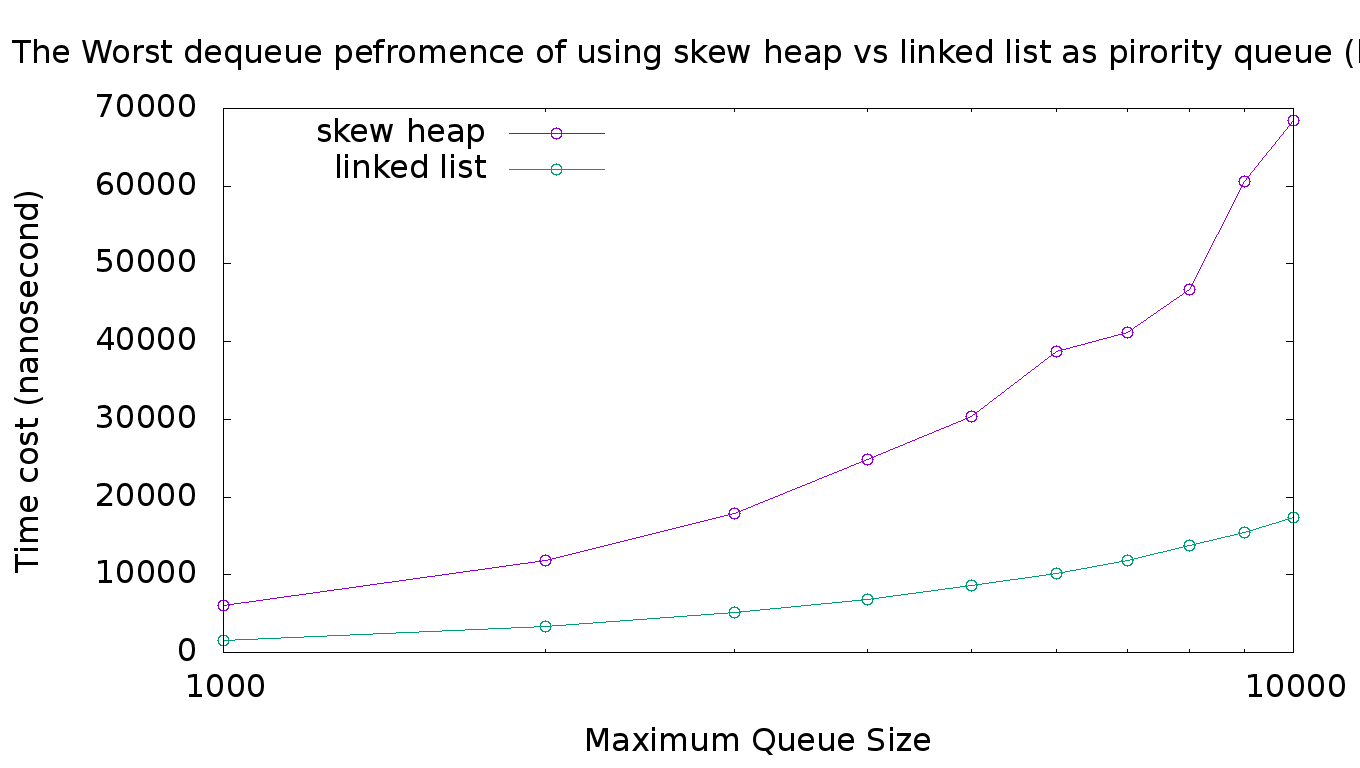 The Worst dequeue pefromence of using skew heap vs linked list as pirority queue (
70000
skew heap
linked list
60000
50000
40000
30000
20000
10000
0
Time cost (nanosecond)
1000
10000
Maximum Queue Size